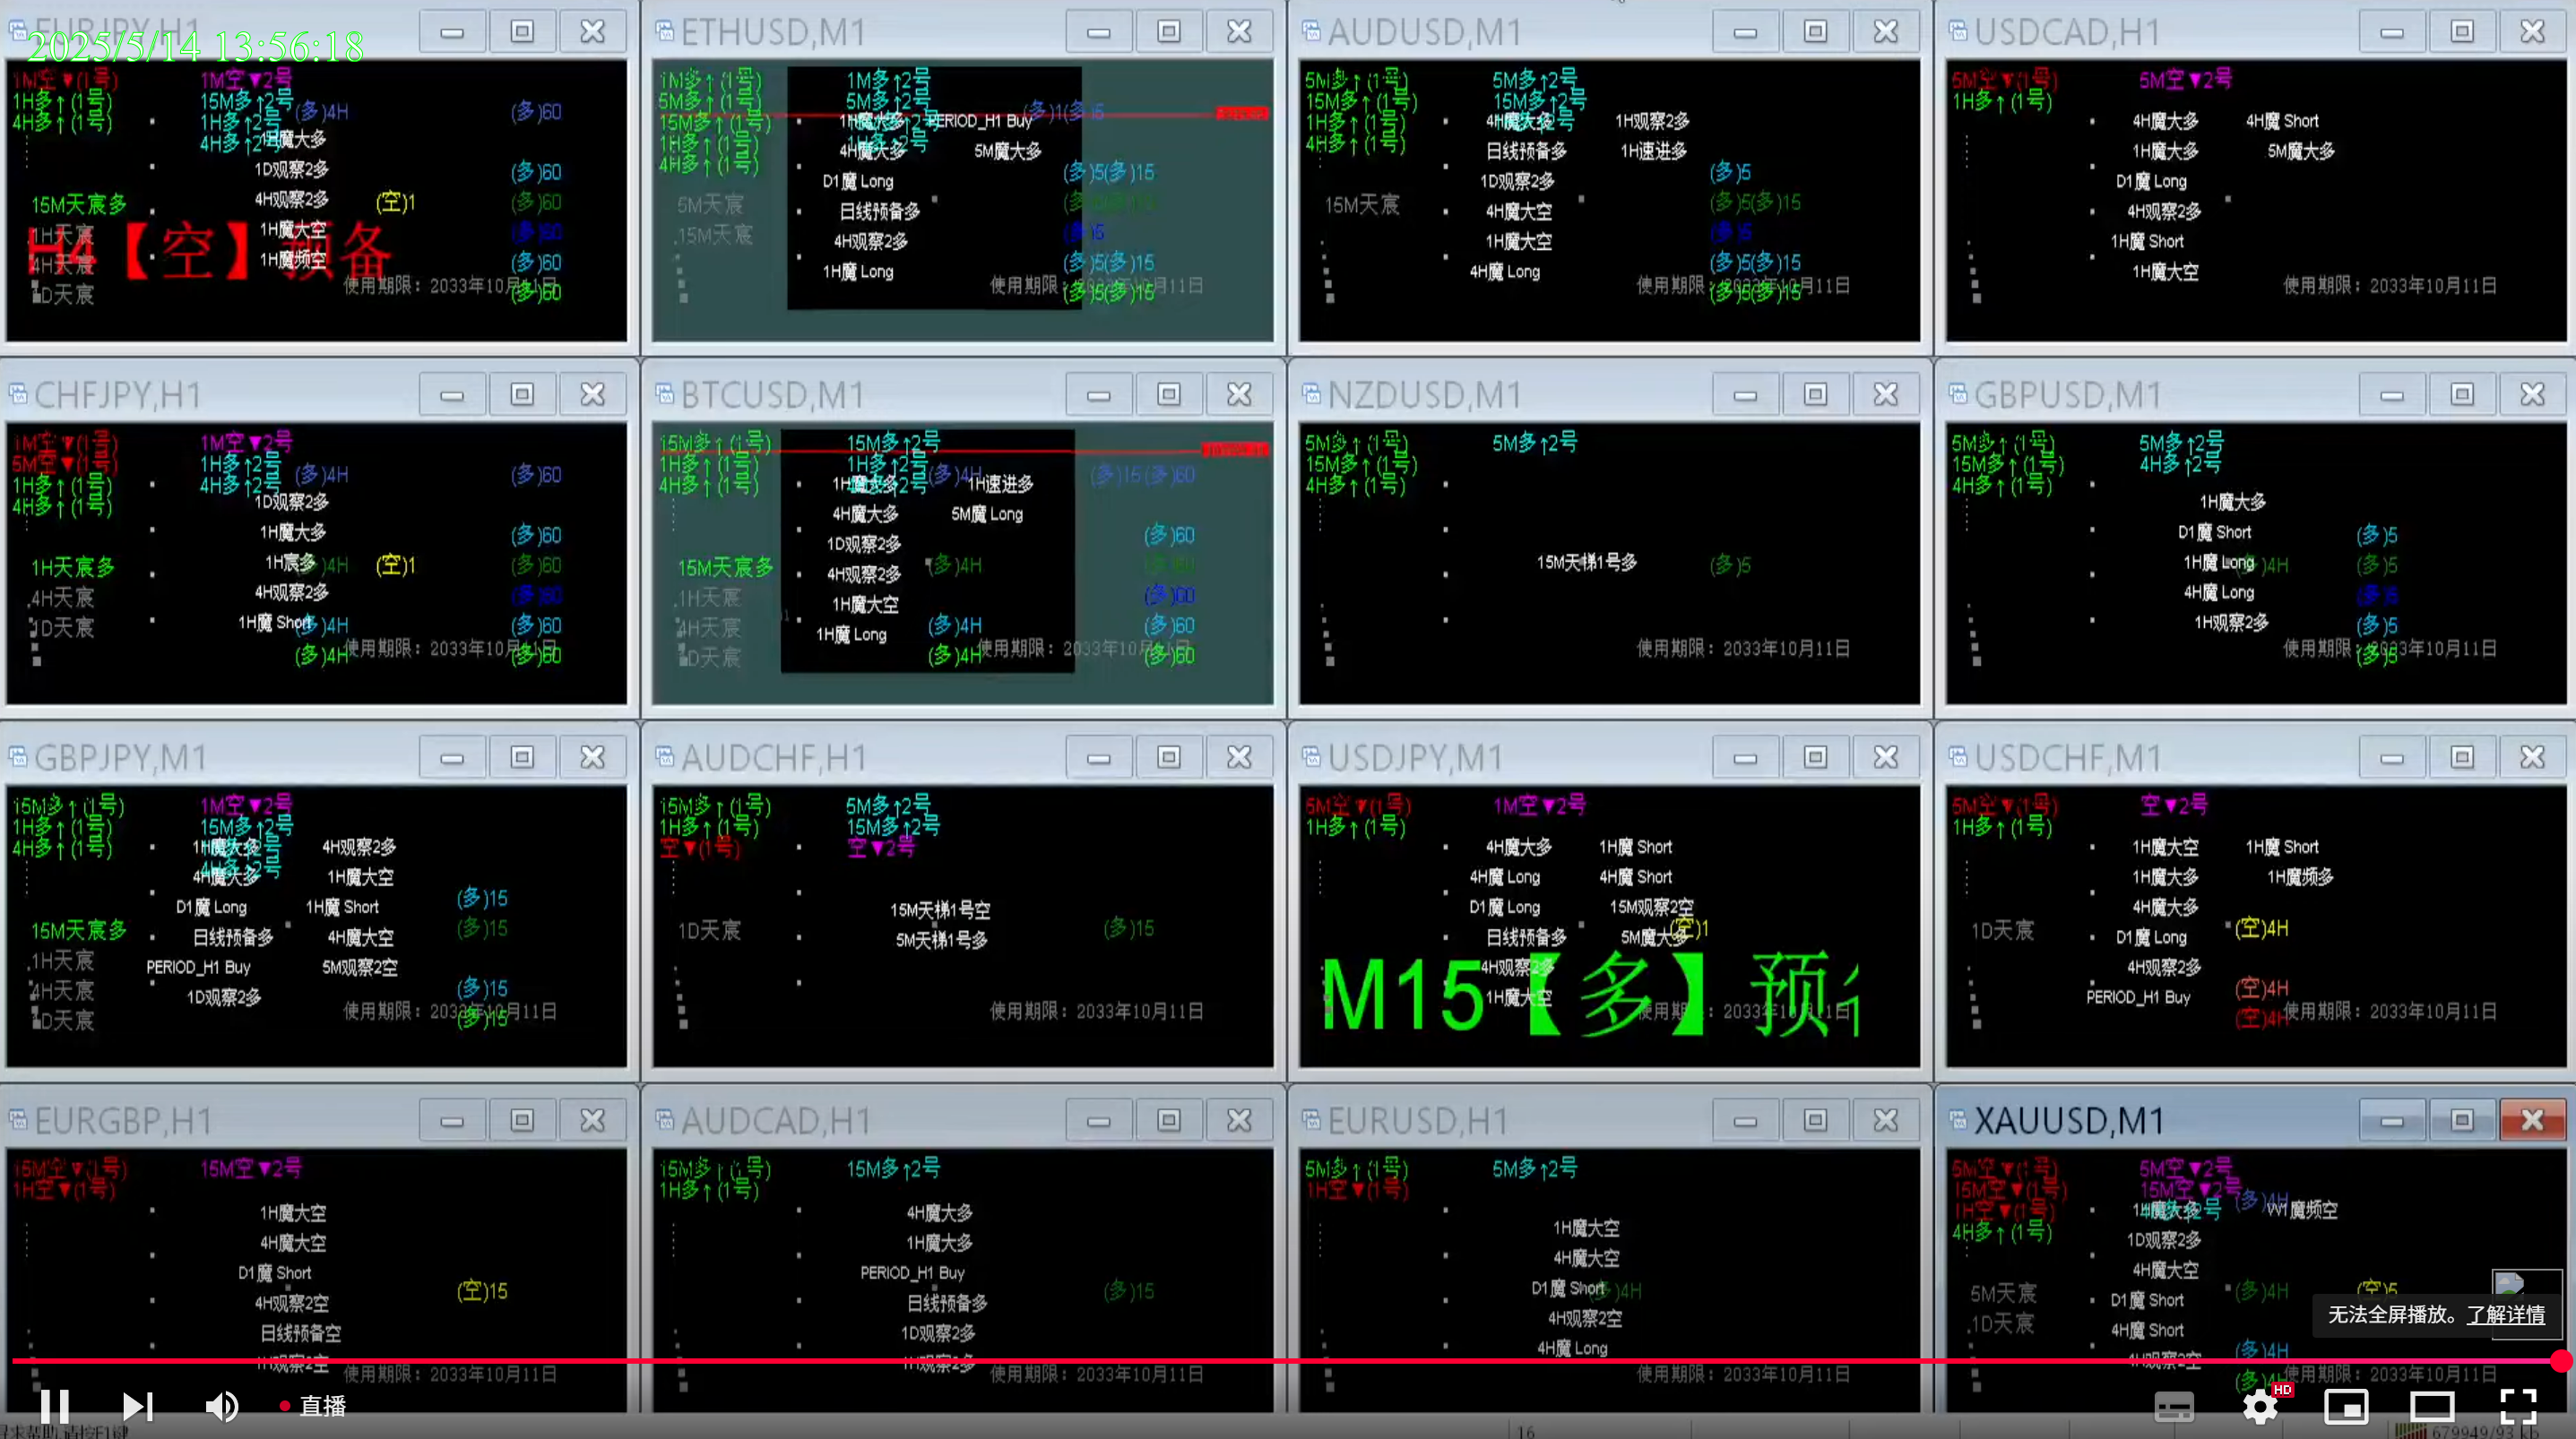 EURJPY,H1
2025/5/14 13:56:18
1M空▼(1号)
1H多↑(1号)
4H多↑(1号)
1M空▼2号
15M多↑2号
1H多↑2号
4H多↑2号
(多)4H
(多)60
魔大多
1D观察2多
(多)60
15M天宸多
4H观察2多
(空)1
(多)60
1H天宸
1H魔大空
(多)60
H4【空】预备
4H天宸
1H魔频空
(多)60
1D天宸
使用期限：2033年10月11日
(多)60
ETHUSD,M1
1M多↑(1号)
5M多↑(1号)
15M多↑(1号)
1H多↑(1号)
4H多↑(1号)
1M多↑2号
5M多↑2号
(多)1(多)5
1H魔大多
PERIOD_H1 Buy
4H魔大多
5M魔大多
D1魔 Long
(多)5(多)15
5M天宸
日线预备多
15M天宸
4H观察2多
(多)5
1H魔 Long
(多)5(多)15
使用期限：
(多)5(多)15
AUDUSD,M1
5M多↑(1号)
15M多↑(1号)
1H多↑(1号)
4H多↑(1号)
5M多↑2号
15M多↑2号
4H魔大多
1H观察2多
日线预备多
1H速进多
1D观察2多
(多)5
15M天宸
4H魔大空
(多)5(多)15
1H魔大空
(多)5
4H魔 Long
(多)5(多)15
使用期限：2033年10月11日
(多)5(多)15
USDCAD,H1
5M空▼(1号)
1H多↑(1号)
5M空▼2号
4H魔大多
4H魔 Short
1H魔大多
5M魔大多
D1魔 Long
4H观察2多
1H魔 Short
1H魔大空
使用期限：2033年10月11日
CHFJPY,H1
1M空▼(1号)
5M空▼(1号)
1H多↑(1号)
4H多↑(1号)
1M空▼2号
1H多↑2号
4H多↑2号
(多)4H
(多)60
1D观察2多
1H魔大多
(多)60
1H天宸多
1H宸多
(空)1
(多)60
4H天宸
4H观察2多
(多)60
1D天宸
1H魔 Short
(多)4H
(多)60
(多)4H
使用期限：2033年10月11日
(多)60
BTCUSD,M1
15M多↑(1号)
1H多↑(1号)
4H多↑(1号)
15M多↑2号
1H多↑2号
(多)4H
(多)15(多)60
1H魔大多
1H速进多
4H魔大多
5M魔 Long
1D观察2多
(多)60
15M天宸多
4H观察2多
(多)4H
(多)60
1H天宸
1H魔大空
(多)60
4H天宸
1H魔 Long
(多)4H
(多)60
1D天宸
(多)4H
使用期限：2033年10月11日
(多)60
NZDUSD,M1
5M多↑(1号)
15M多↑(1号)
4H多↑(1号)
5M多↑2号
15M天梯1号多
(多)5
使用期限：2033年10月11日
GBPUSD,M1
5M多↑(1号)
15M多↑(1号)
4H多↑(1号)
5M多↑2号
4H多↑2号
1H魔大多
D1魔 Short
(多)5
1H魔 Long
(多)4H
(多)5
4H魔 Long
(多)5
1H观察2多
(多)5
使用期限：2033年10月11日
(多)5
GBPJPY,M1
15M多↑(1号)
1H多↑(1号)
4H多↑(1号)
1M空▼2号
15M多↑2号
1H魔大多
4H观察2多
4H魔大多
1H魔大空
D1魔 Long
1H魔 Short
(多)15
15M天宸多
日线预备多
4H魔大空
(多)15
1H天宸
PERIOD_H1 Buy
5M观察2空
4H天宸
1D观察2多
(多)15
1D天宸
使用期限：2033年10月11日
(多)15
AUDCHF,H1
15M多↑(1号)
1H多↑(1号)
空▼(1号)
5M多↑2号
15M多↑2号
空▼2号
15M天梯1号空
1D天宸
5M天梯1号多
(多)15
使用期限：2033年10月11日
USDJPY,M1
5M空▼(1号)
1H多↑(1号)
1M空▼2号
4H魔大多
1H魔 Short
4H魔 Long
4H魔 Short
D1魔 Long
15M观察2空
日线预备多
5M魔大多
(空)1
4H观察2多
M15【多】预
1H魔大空
使用期限：2033年10月11日
USDCHF,M1
5M空▼(1号)
1H多↑(1号)
空▼2号
1H魔大空
1H魔 Short
1H魔大多
1H魔频多
4H魔大多
1D天宸
D1魔 Long
(空)4H
4H观察2多
PERIOD_H1 Buy
(空)4H
(空)4H
使用期限：2033年10月11日
EURGBP,H1
15M空▼(1号)
1H空▼(1号)
15M空▼2号
1H魔大空
4H魔大空
D1魔 Short
4H观察2空
(空)15
日线预备空
1H观察2空
使用期限：2033年10月11日
AUDCAD,H1
15M多↑(1号)
1H多↑(1号)
15M多↑2号
4H魔大多
1H魔大多
PERIOD_H1 Buy
日线预备多
(多)15
1D观察2多
1H观察2多
使用期限：2033年10月11日
EURUSD,H1
5M多↑(1号)
1H空▼(1号)
5M多↑2号
1H魔大空
4H魔大空
D1魔 Short
(多)4H
4H观察2空
4H魔 Long
使用期限：2033年10月11日
XAUUSD,M1
5M空▼(1号)
15M空▼(1号)
1H空▼(1号)
4H多↑(1号)
5M空▼2号
15M空▼2号
(多)4H
1H魔大多
W1魔频空
1D观察2多
4H魔大空
5M天宸
D1魔 Short
(多)4H
(空)5
1D天宸
4H魔 Short
4H观察2空
(多)4H
使用期限：2033年10月11日
无法全屏播放。了解详情
直播
HD
寻求帮助,请按F1键
16
679949/93 kb